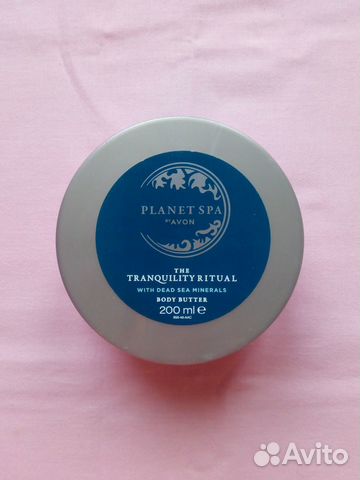 PLANET SPA
BY AVON
THE
TRANQUILITY RITUAL
WITH DEAD SEA MINERALS
BODY BUTTER
200 ml e
Avito